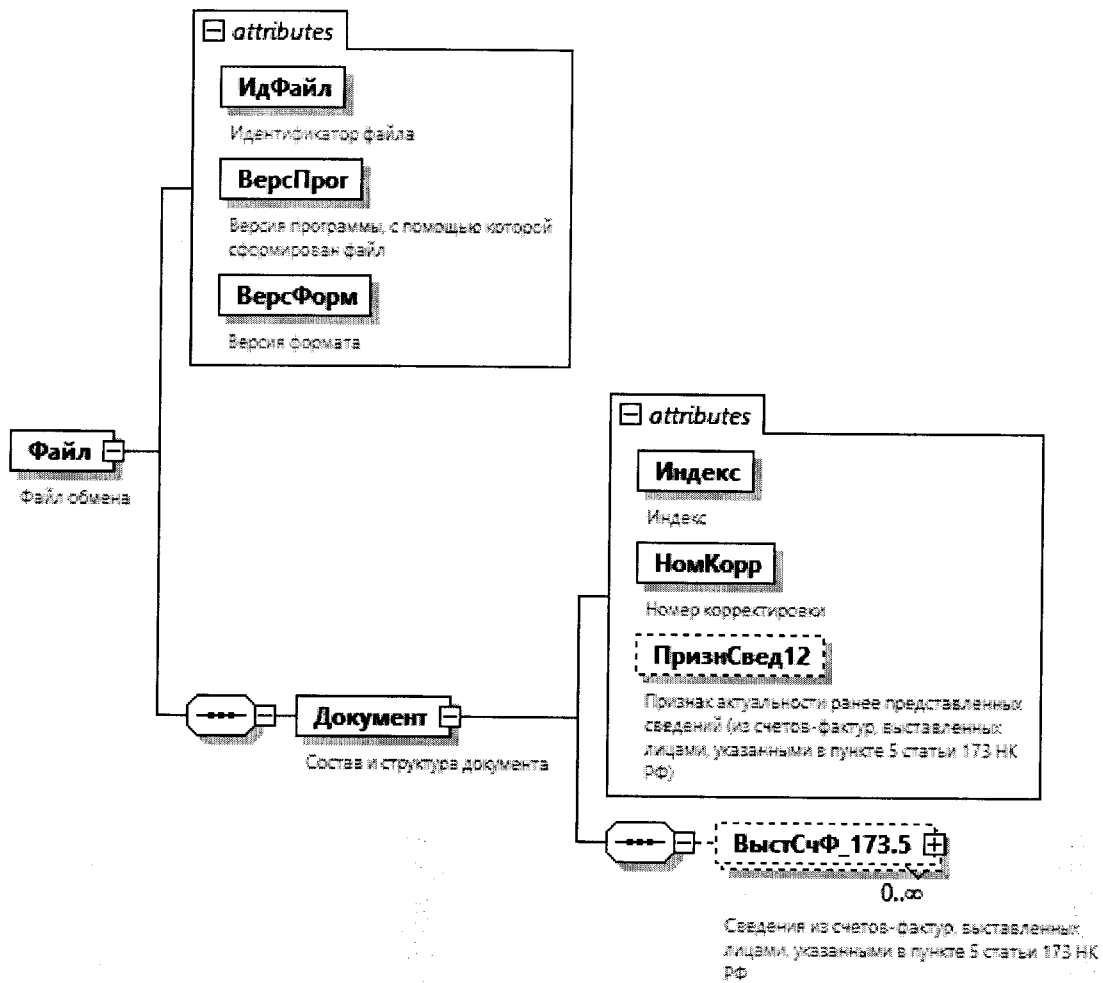 attributes
ИдФайл
Идентификатор файла
ВерсПрог
Версия программы, с помощью которой
сформирован файл
ВерсФорм
Версия формата
Файл
Файл обмена
attributes
Индекс
Индекс
НомКорр
Номер корректировки
ПризнСвед12
Признак актуальности ранее представленных
сведений (из счетов-фактур, выставленных
лицами, указанными в пункте 5 статьи 173 НК
РФ)
Документ
Состав и структура документа
ВыстСчФ_173.5
0..∞
Сведения из счетов-фактур, выставленных
лицами, указанными в пункте 5 статьи 173 НК
РФ